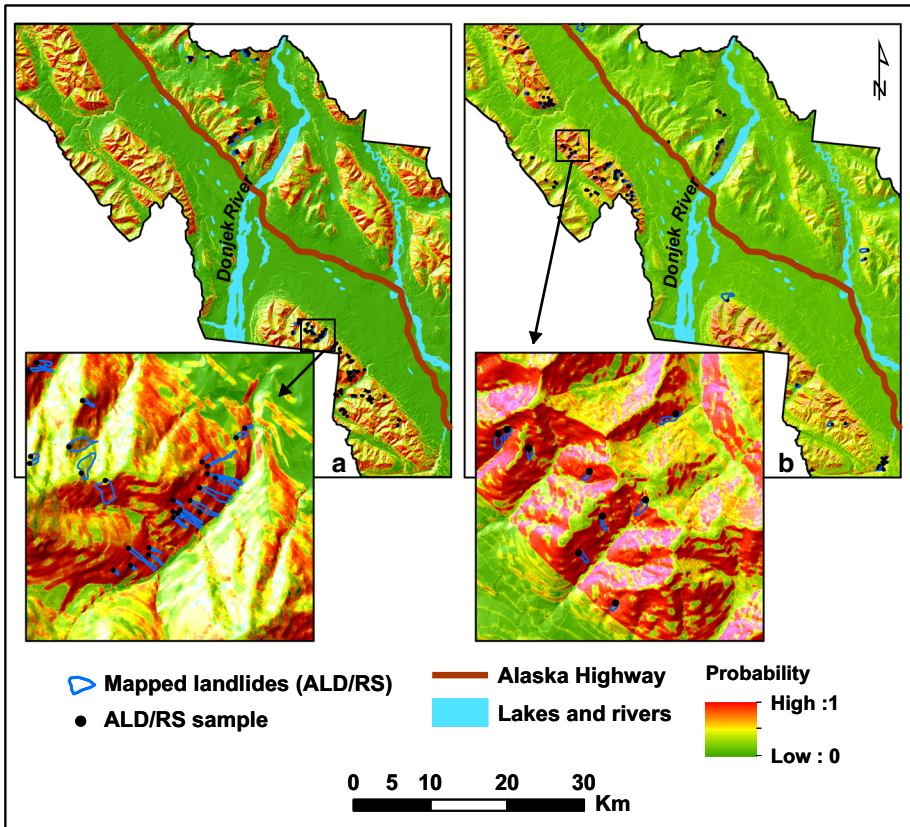 Donjek River
a
Donjek River
b
N
Mapped landlides (ALD/RS)
ALD/RS sample
Alaska Highway
Lakes and rivers
Probability
High :1
Low : 0
0 5 10 20 30
Km